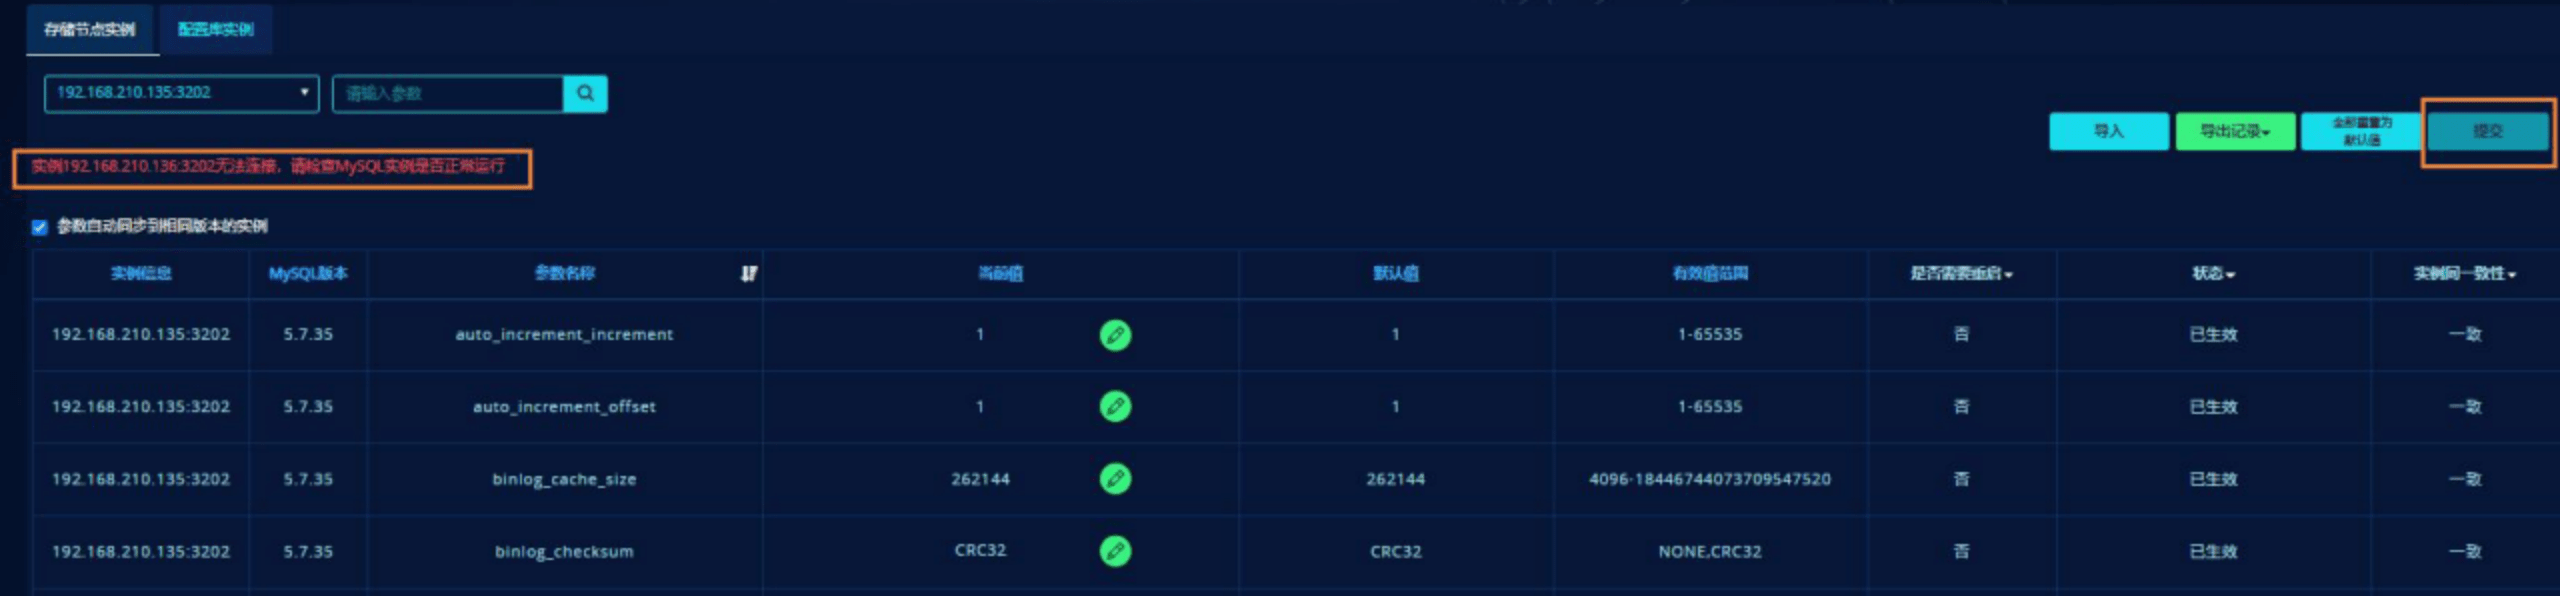 存储节点实例 配置库实例
192.168.210.135:3202 请输入参数
导入 导出记录 全部重置为默认值 提交
实例192.168.210.136:3202无法连接，请检查MySQL实例是否正常运行
参数自动同步到相同版本的实例
实例信息 MySQL版本 参数名称 当前值 默认值 有效值范围 是否需要重启 状态 实例间一致性
192.168.210.135:3202 5.7.35 auto_increment_increment 1 1 1-65535 否 已生效 一致
192.168.210.135:3202 5.7.35 auto_increment_offset 1 1 1-65535 否 已生效 一致
192.168.210.135:3202 5.7.35 binlog_cache_size 262144 262144 4096-18446744073709547520 否 已生效 一致
192.168.210.135:3202 5.7.35 binlog_checksum CRC32 CRC32 NONE,CRC32 否 已生效 一致